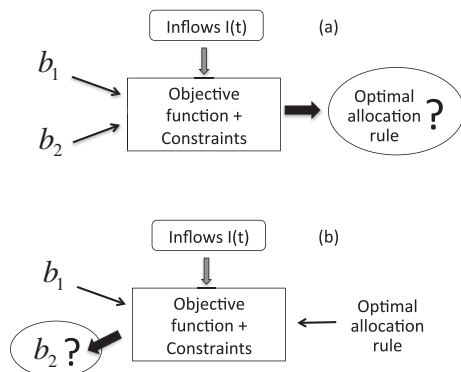 Inflows I(t)
(a)
b1
b2
Objective
function +
Constraints
Optimal
allocation
rule
?
Inflows I(t)
(b)
b1
Objective
function +
Constraints
Optimal
allocation
rule
b2 ?